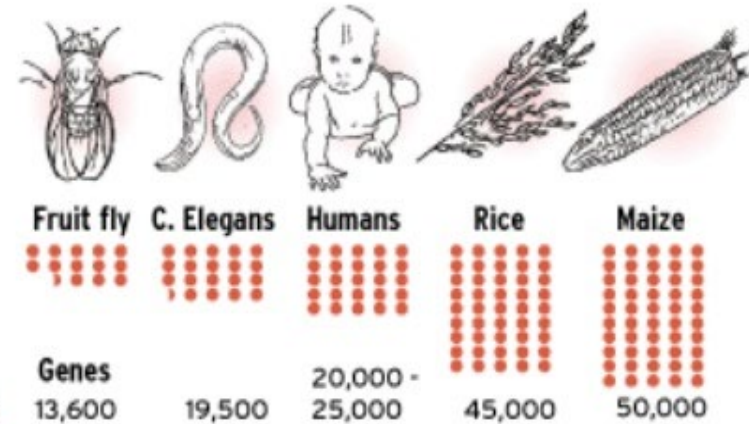 Fruit fly C. Elegans Humans Rice Maize
Genes
20,000 -
13,600 19,500 25,000 45,000 50,000